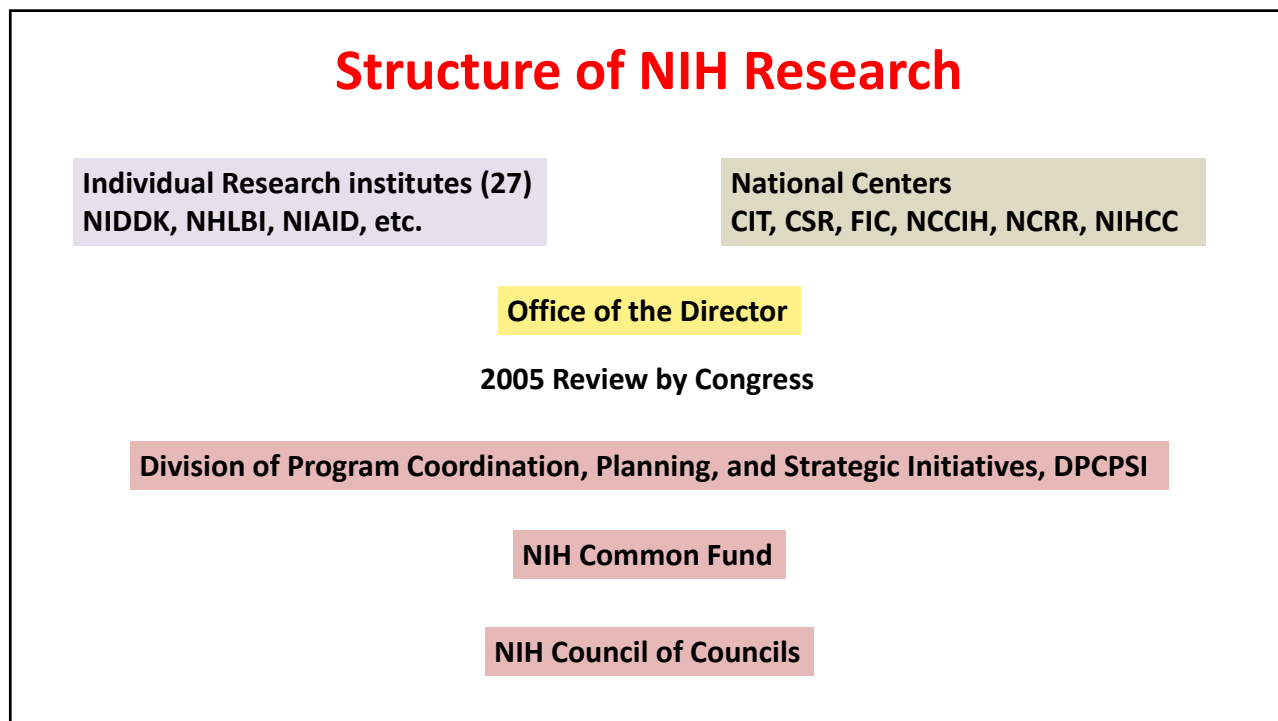 Structure of NIH Research
Individual Research institutes (27)
NIDDK, NHLBI, NIAID, etc.
National Centers
CIT, CSR, FIC, NCCIH, NCRR, NIHCC
Office of the Director
2005 Review by Congress
Division of Program Coordination, Planning, and Strategic Initiatives, DPCPSI
NIH Common Fund
NIH Council of Councils